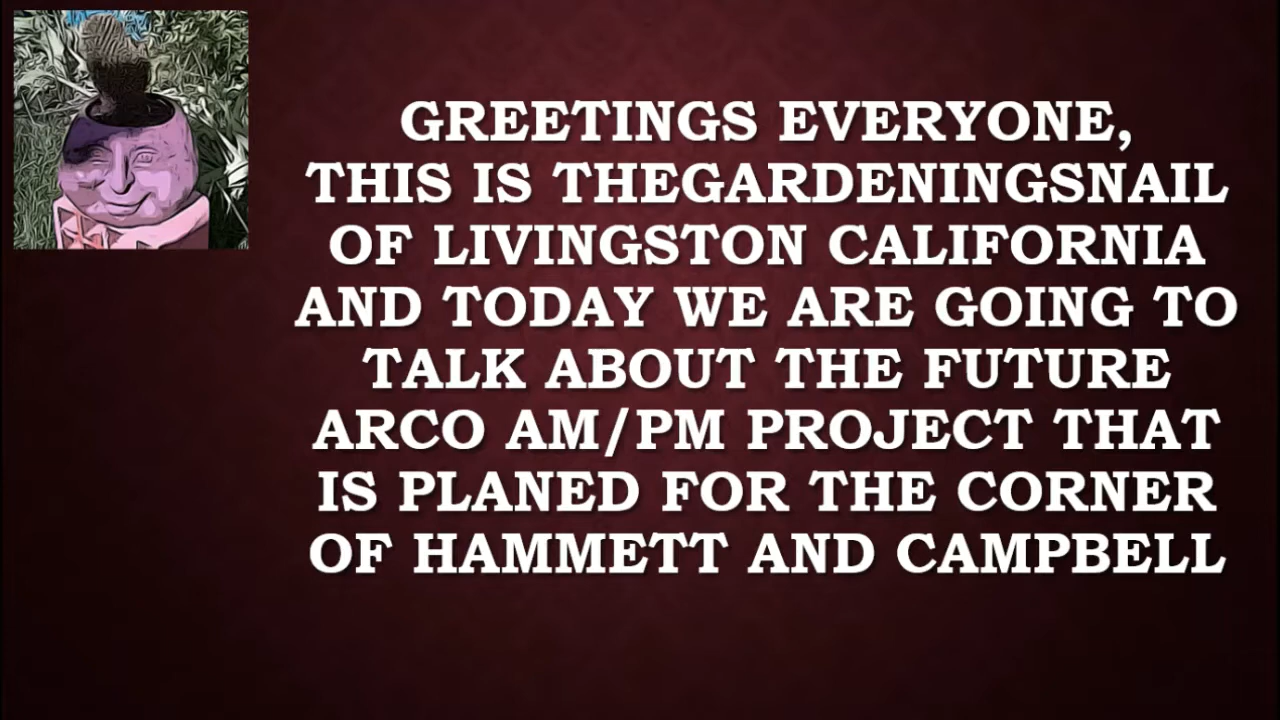 GREETINGS EVERYONE,
THIS IS THEGARDENINGSNAIL
OF LIVINGSTON CALIFORNIA
AND TODAY WE ARE GOING TO
TALK ABOUT THE FUTURE
ARCO AM/PM PROJECT THAT
IS PLANED FOR THE CORNER
OF HAMMETT AND CAMPBELL